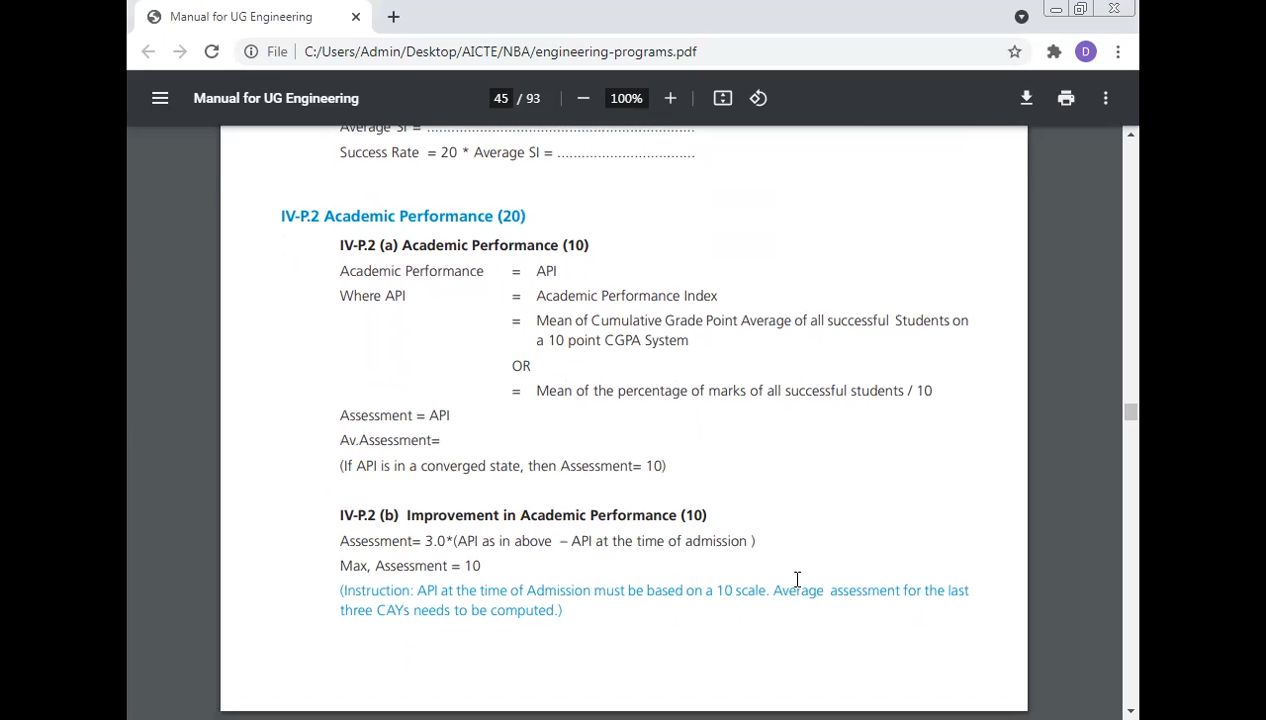 Manual for UG Engineering
File C:/Users/Admin/Desktop/AICTE/NBA/engineering-programs.pdf
D
Manual for UG Engineering 45 / 93 100%
Average SI = ................................................................
Success Rate = 20 * Average SI = .................................
IV-P.2 Academic Performance (20)
IV-P.2 (a) Academic Performance (10)
Academic Performance = API
Where API = Academic Performance Index
= Mean of Cumulative Grade Point Average of all successful Students on
a 10 point CGPA System
OR
= Mean of the percentage of marks of all successful students / 10
Assessment = API
Av.Assessment=
(If API is in a converged state, then Assessment= 10)
IV-P.2 (b) Improvement in Academic Performance (10)
Assessment= 3.0*(API as in above – API at the time of admission )
Max, Assessment = 10
(Instruction: API at the time of Admission must be based on a 10 scale. Average assessment for the last
three CAYs needs to be computed.)